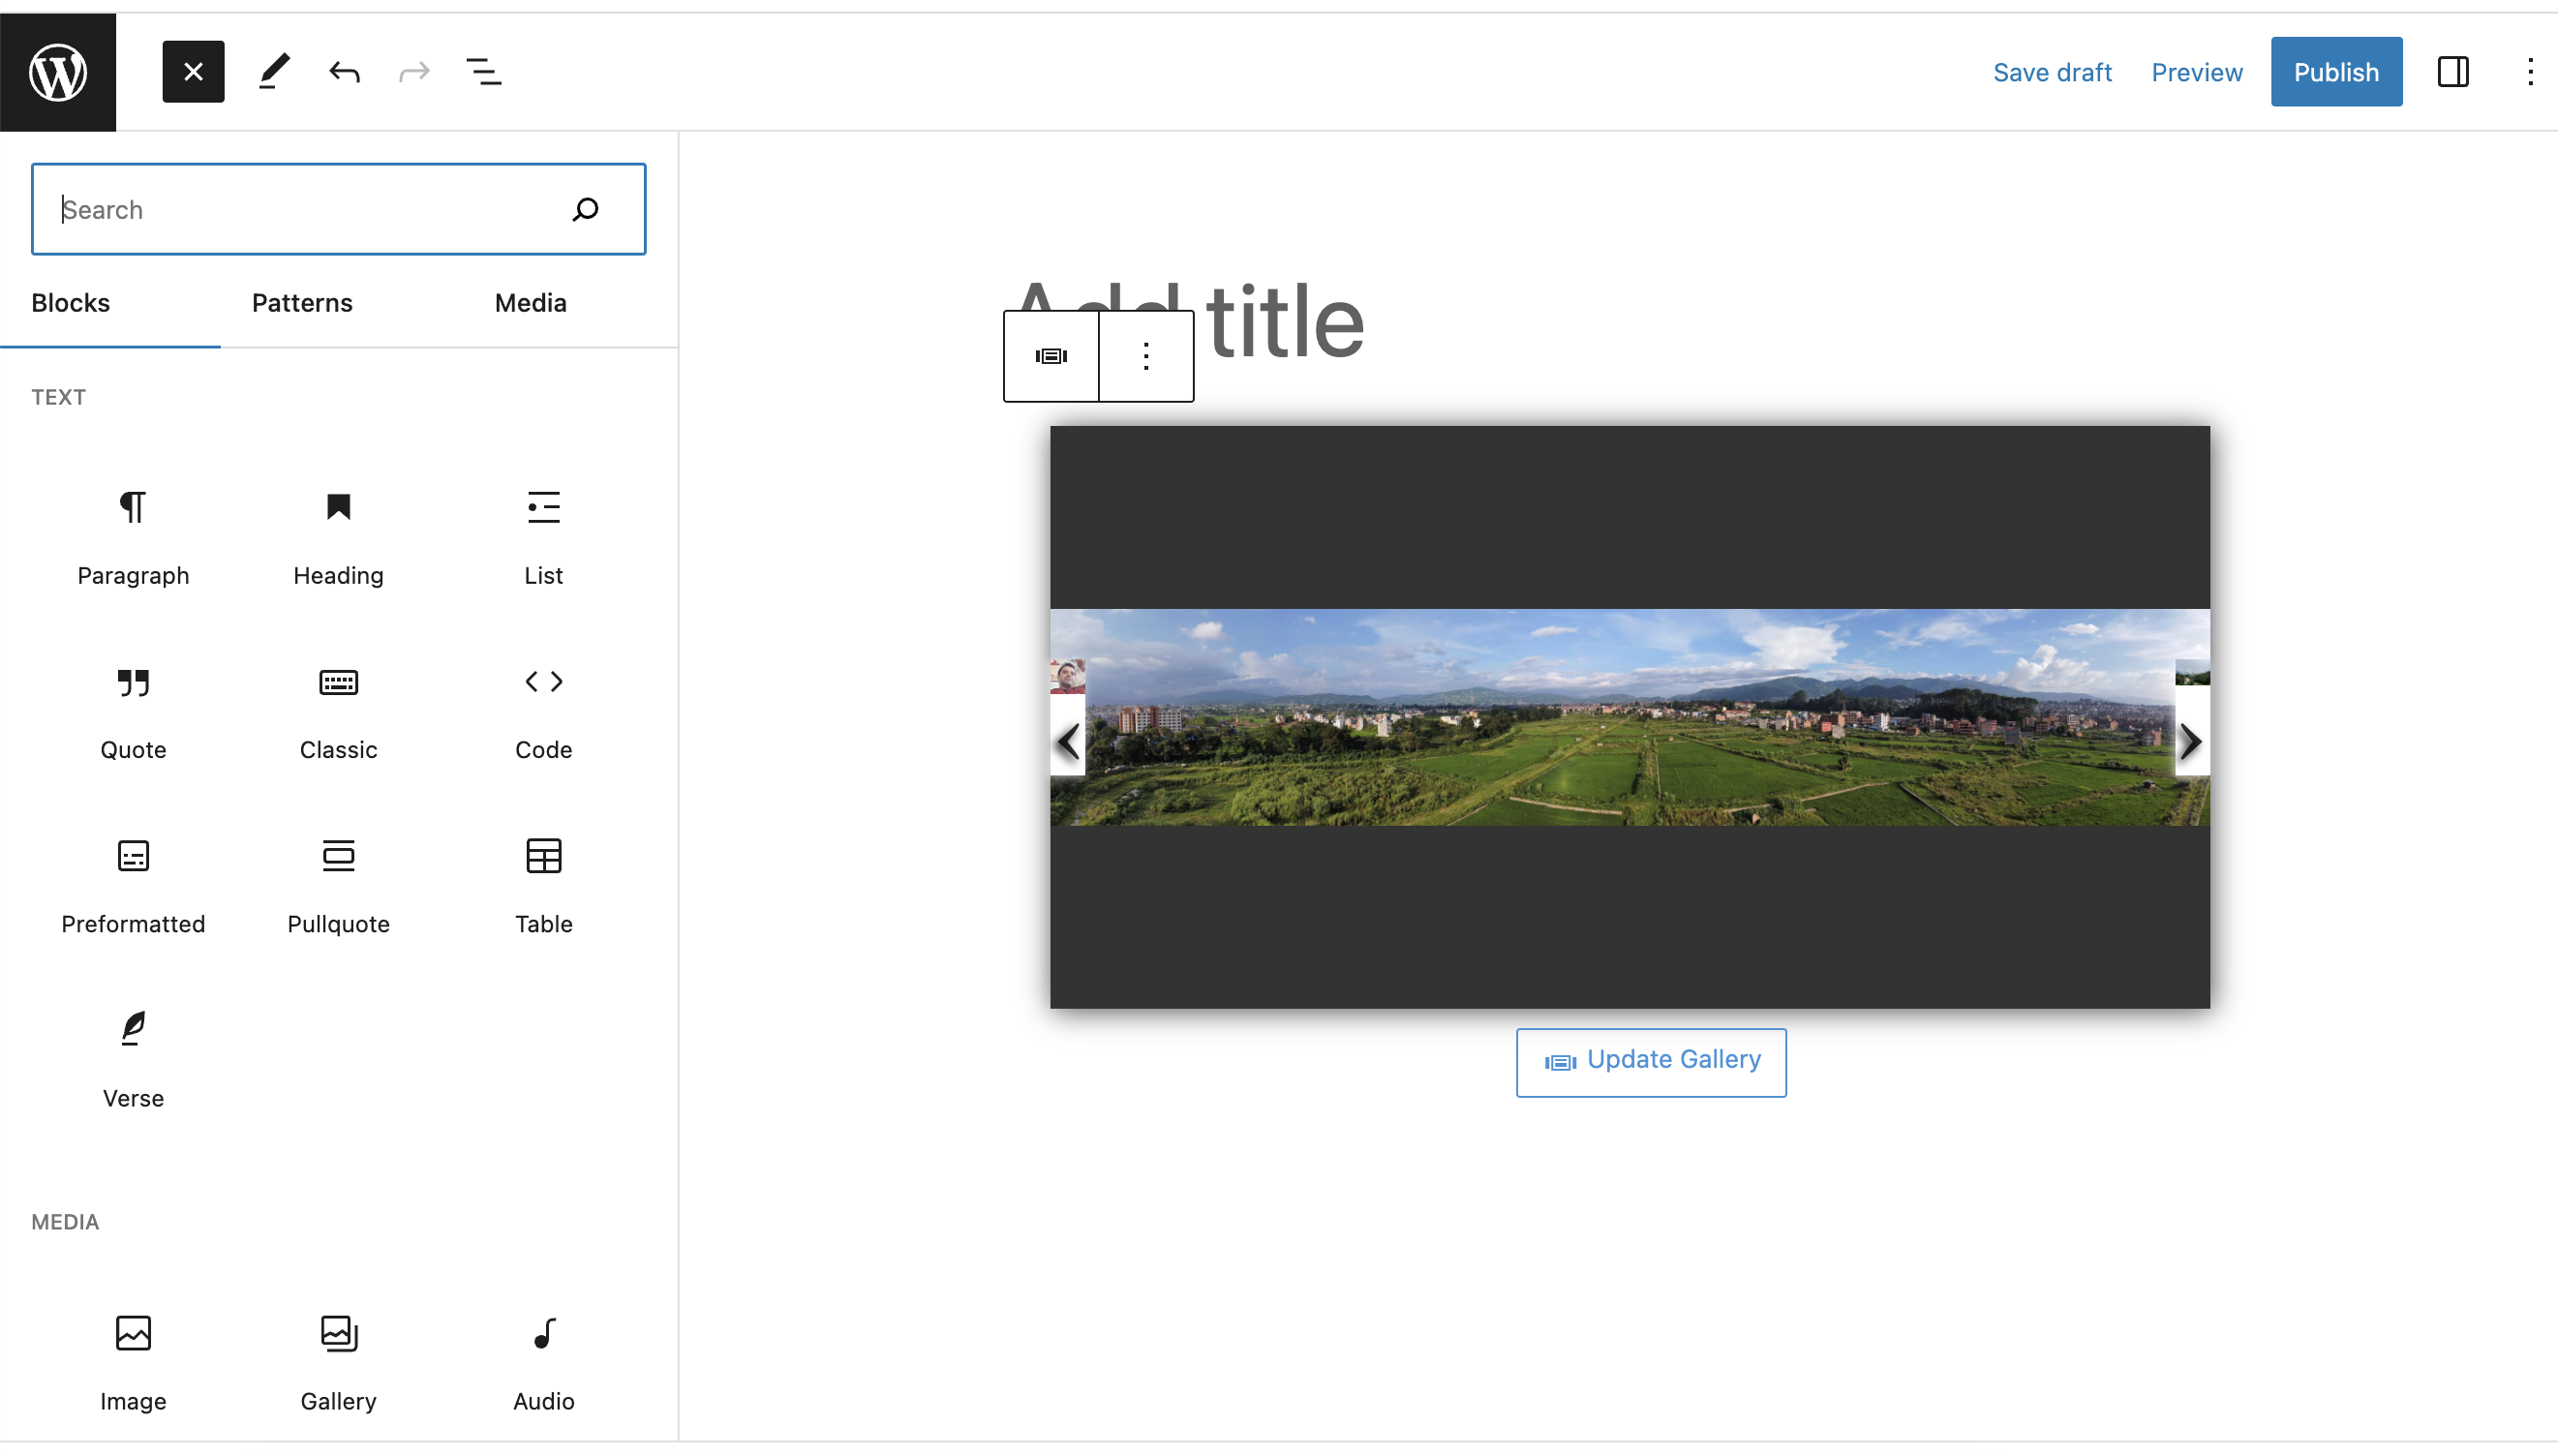 Save draft Preview Publish
Search
Blocks Patterns Media
TEXT
Paragraph Heading List
Quote Classic Code
Preformatted Pullquote Table
Verse
MEDIA
Image Gallery Audio
Add title
Update Gallery